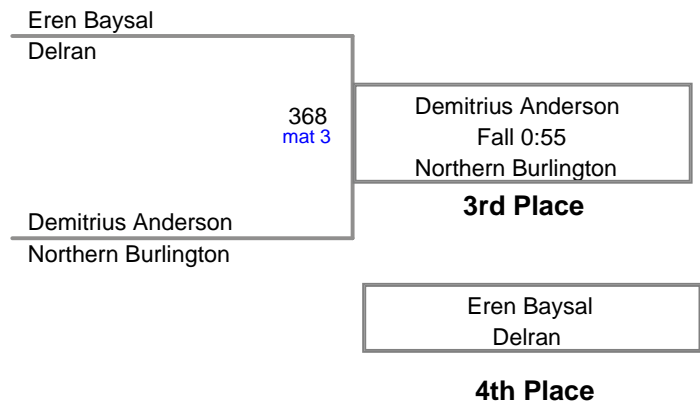 Eren Baysal
Delran
368
mat 3
Demitrius Anderson
Fall 0:55
Northern Burlington
3rd Place
Demitrius Anderson
Northern Burlington
Eren Baysal
Delran
4th Place